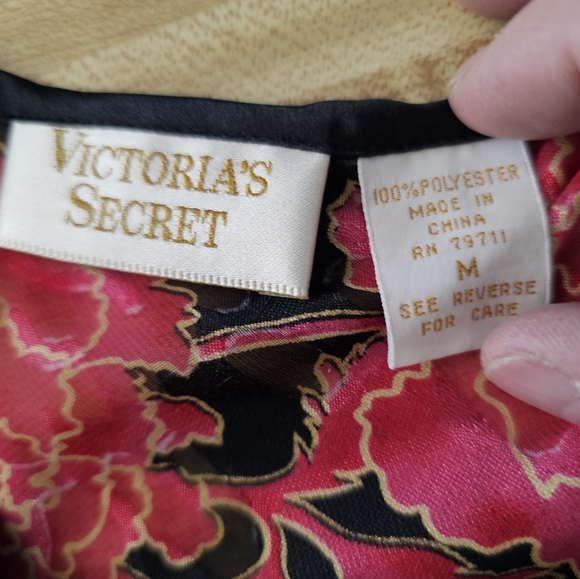 VICTORIA'S
SECRET
100% POLYESTER
MADE IN
CHINA
RN 79711
M
SEE REVERSE
FOR CARE